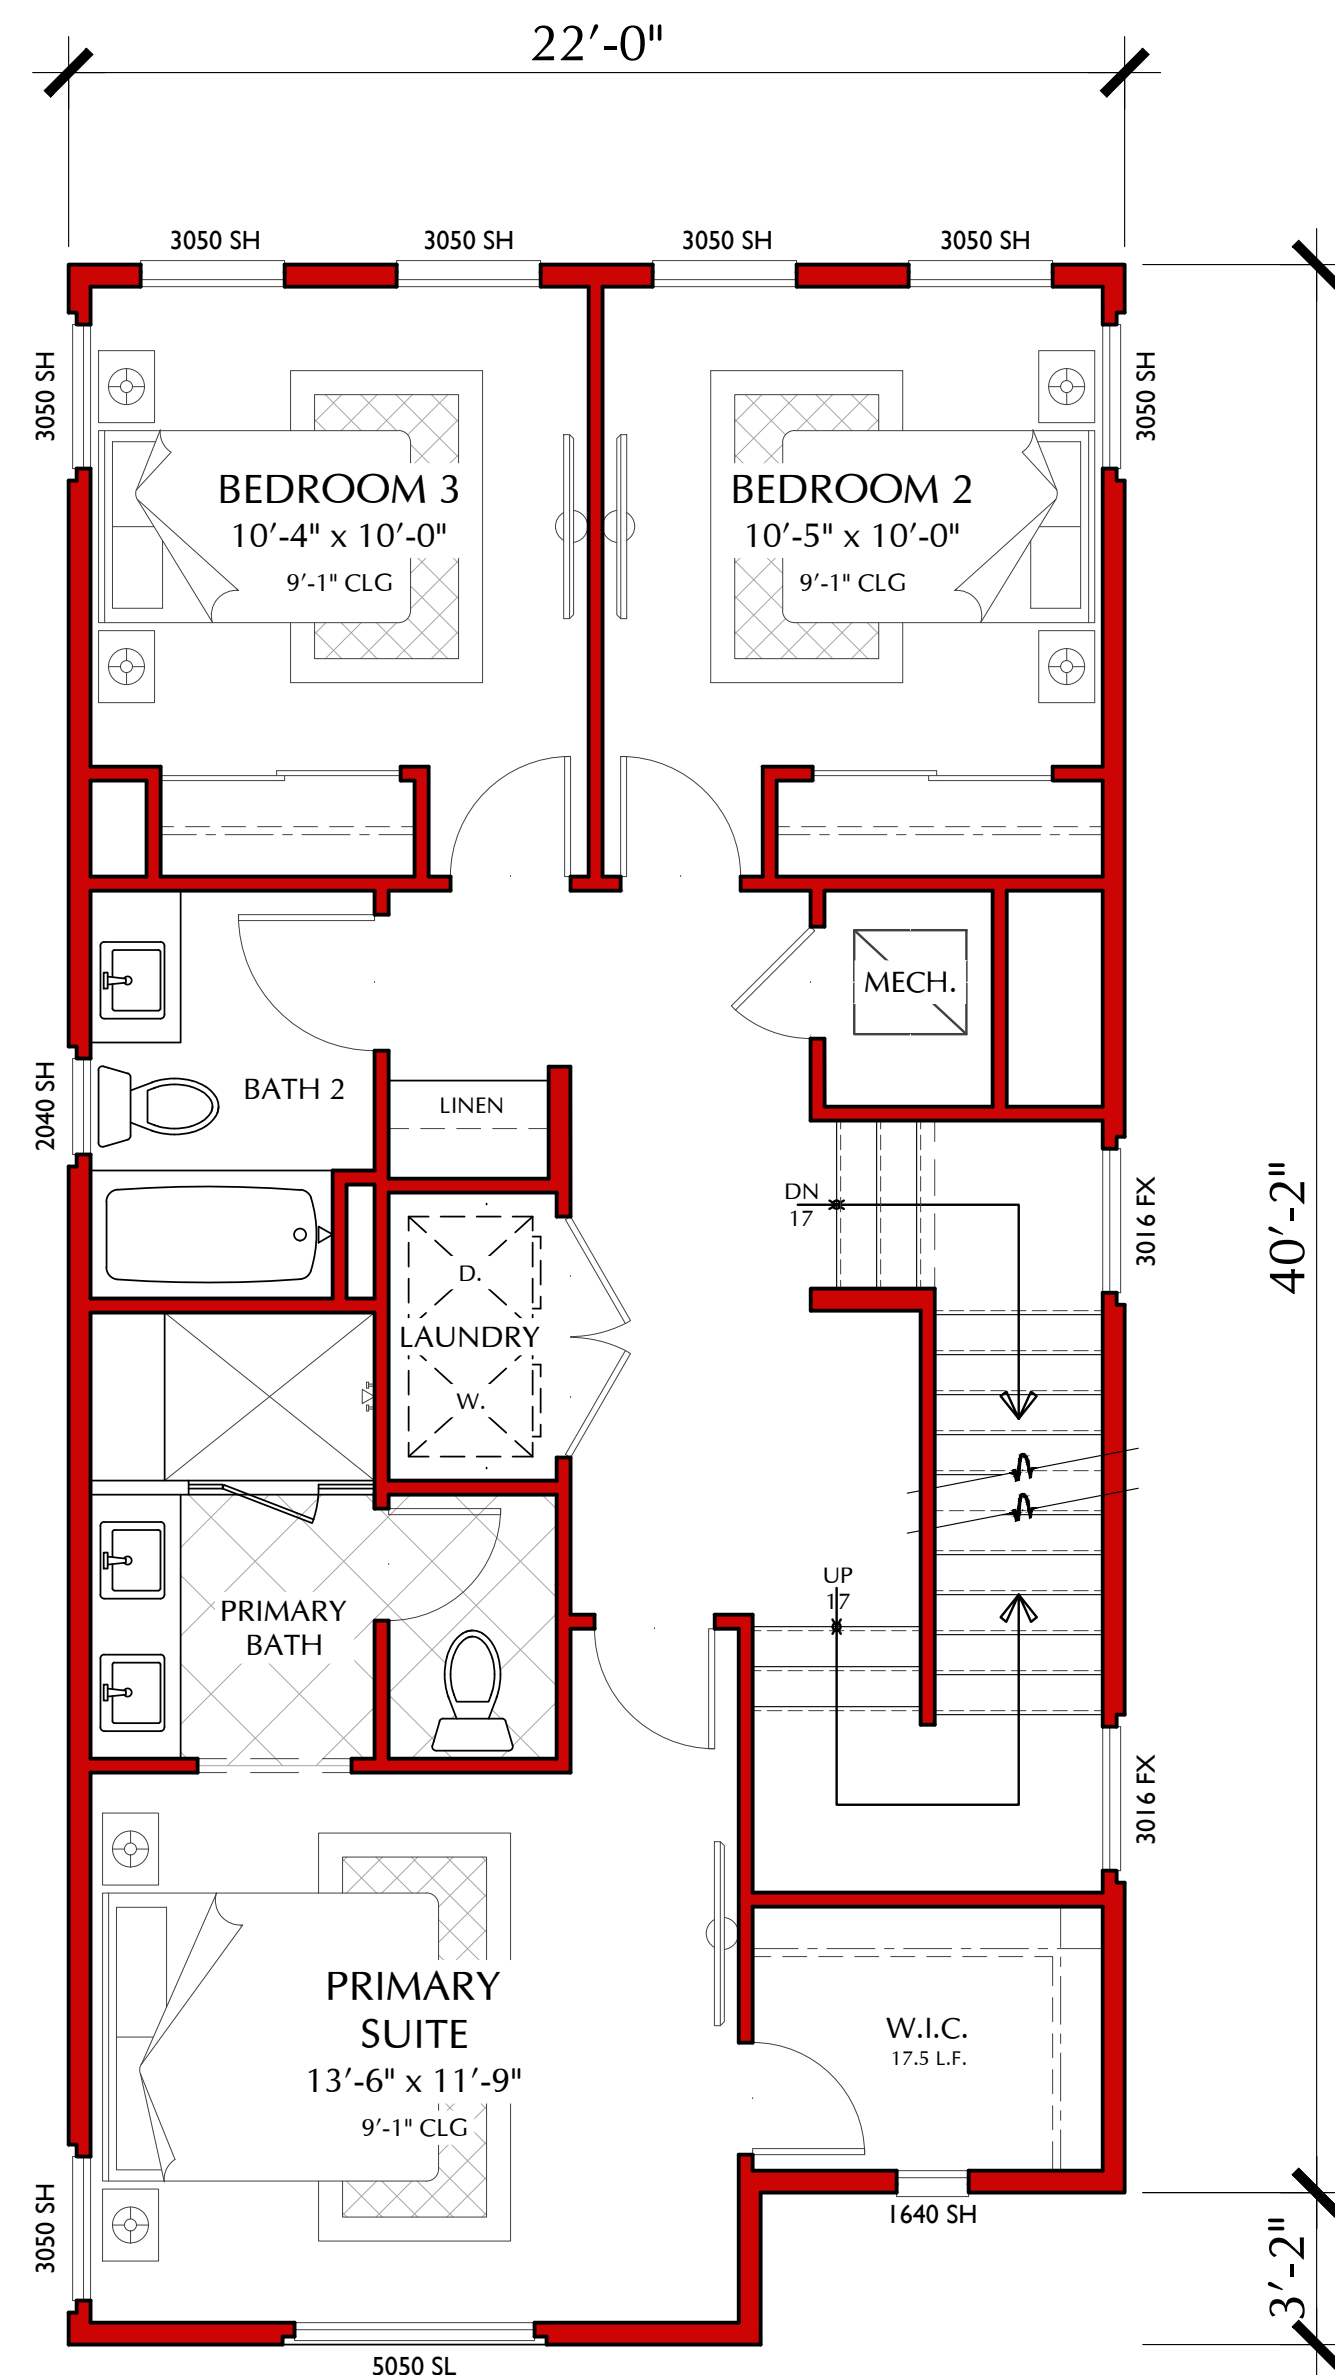 22'-0"
3050 SH
3050 SH
3050 SH
3050 SH
3050 SH
3050 SH
BEDROOM 3
10'-4" x 10'-0"
9'-1" CLG
BEDROOM 2
10'-5" x 10'-0"
9'-1" CLG
MECH.
2040 SH
BATH 2
LINEN
DN
17
3016 FX
40'-2"
D.
LAUNDRY
W.
UP
17
PRIMARY
BATH
3016 FX
PRIMARY
SUITE
13'-6" x 11'-9"
9'-1" CLG
W.I.C.
17.5 L.F.
3050 SH
1640 SH
3'-2"
5050 SL